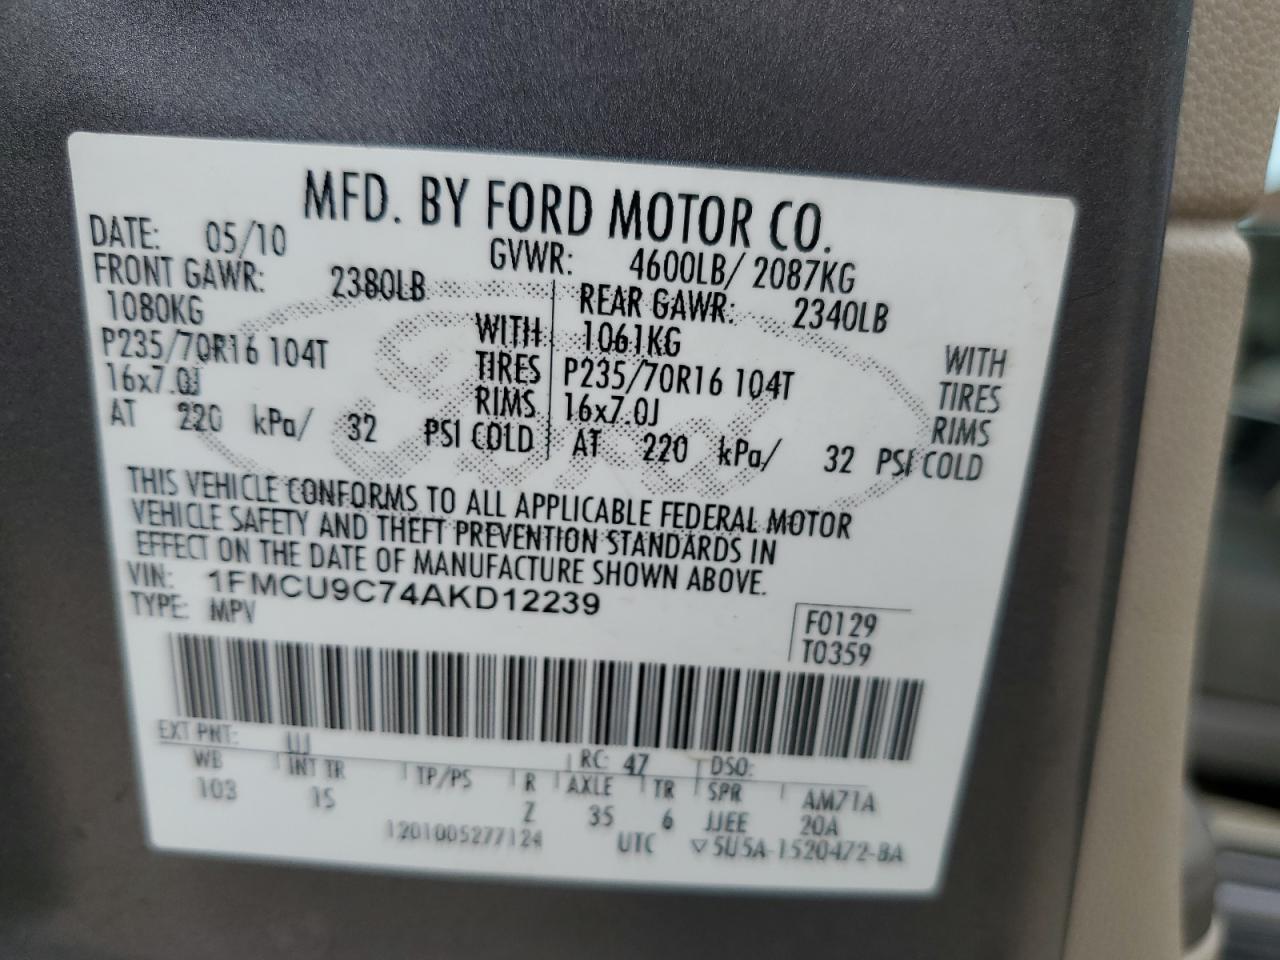 MFD. BY FORD MOTOR CO.
DATE: 05/10 GVWR: 4600LB/ 2087KG
FRONT GAWR: 2380LB REAR GAWR: 2340LB
1080KG WITH 1061KG WITH
P235/70R16 104T TIRES P235/70R16 104T TIRES
16x7.0J RIMS 16x7.0J RIMS
AT 220 kPa/ 32 PSI COLD AT 220 kPa/ 32 PSI COLD
THIS VEHICLE CONFORMS TO ALL APPLICABLE FEDERAL MOTOR
VEHICLE SAFETY AND THEFT PREVENTION STANDARDS IN
EFFECT ON THE DATE OF MANUFACTURE SHOWN ABOVE.
VIN: 1FMCU9C74AKD12239
TYPE: MPV F0129
T0359
EXT PNT: UJ RC: 47 DSO:
WB INT TR TP/PS R AXLE TR SPR AM71A
103 15 Z 35 6 JJEE 20A
1201005277124 UTC ▽5U5A-1520472-BA
Ford